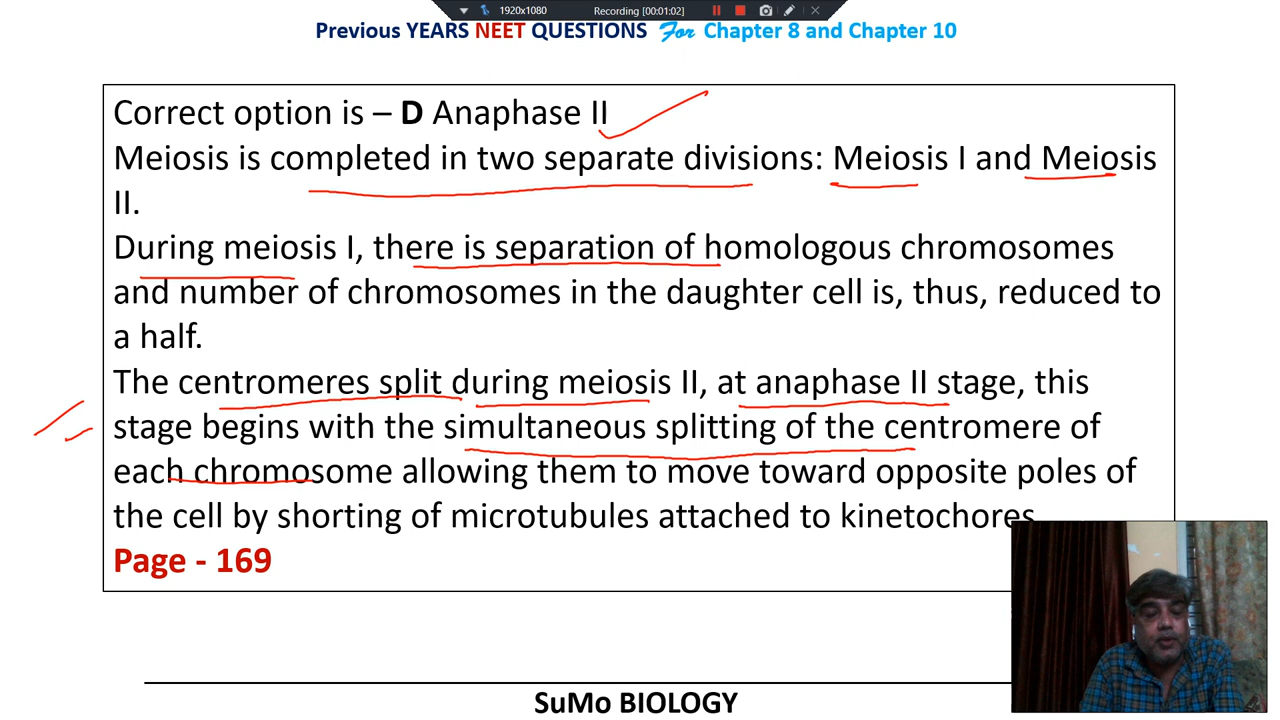 1920x1080
Recording [00:01:02]
Previous YEARS NEET QUESTIONS For Chapter 8 and Chapter 10
Correct option is – D Anaphase II
Meiosis is completed in two separate divisions: Meiosis I and Meiosis
II.
During meiosis I, there is separation of homologous chromosomes
and number of chromosomes in the daughter cell is, thus, reduced to
a half.
The centromeres split during meiosis II, at anaphase II stage, this
stage begins with the simultaneous splitting of the centromere of
each chromosome allowing them to move toward opposite poles of
the cell by shorting of microtubules attached to kinetochores
Page - 169
SuMo BIOLOGY